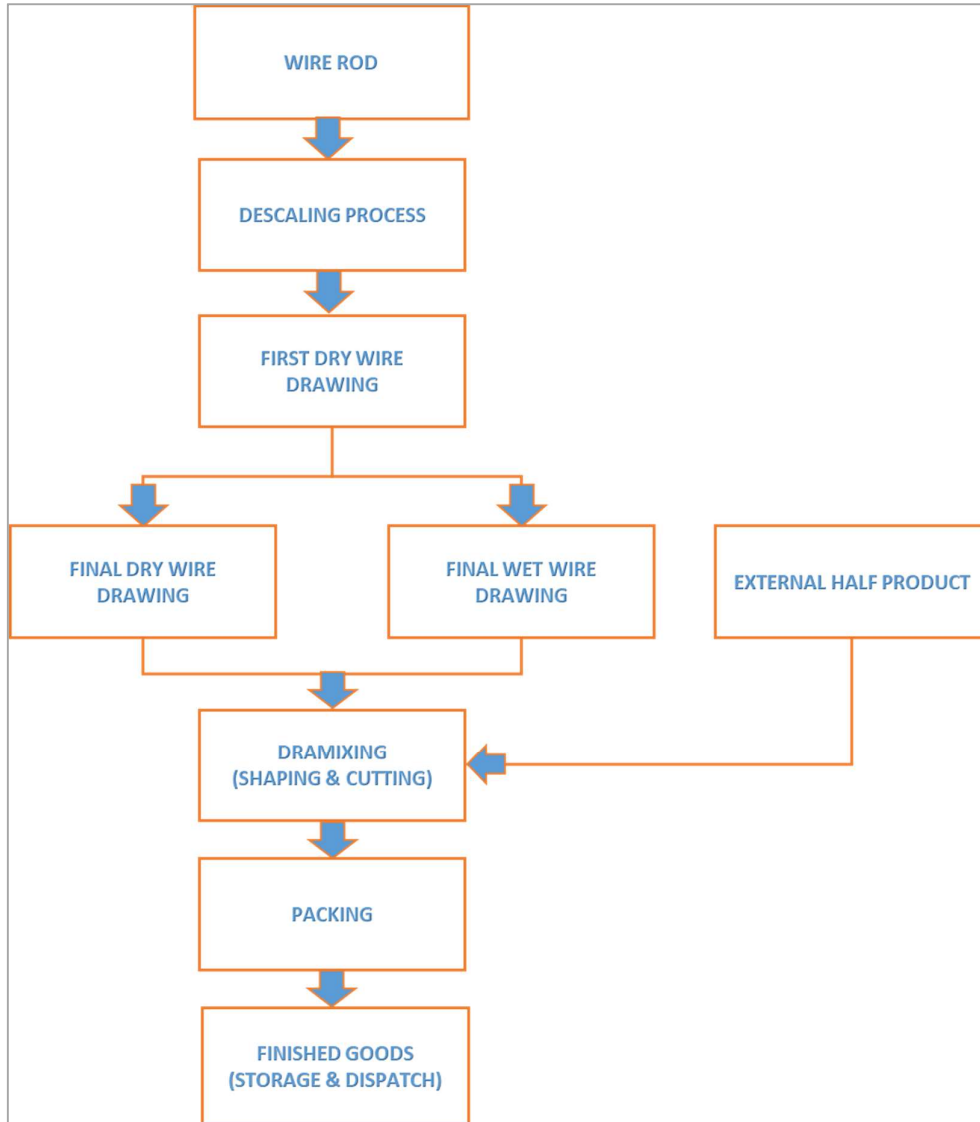 WIRE ROD
DESCALING PROCESS
FIRST DRY WIRE
DRAWING
FINAL DRY WIRE
DRAWING
FINAL WET WIRE
DRAWING
EXTERNAL HALF PRODUCT
DRAMIXING
(SHAPING & CUTTING)
PACKING
FINISHED GOODS
(STORAGE & DISPATCH)